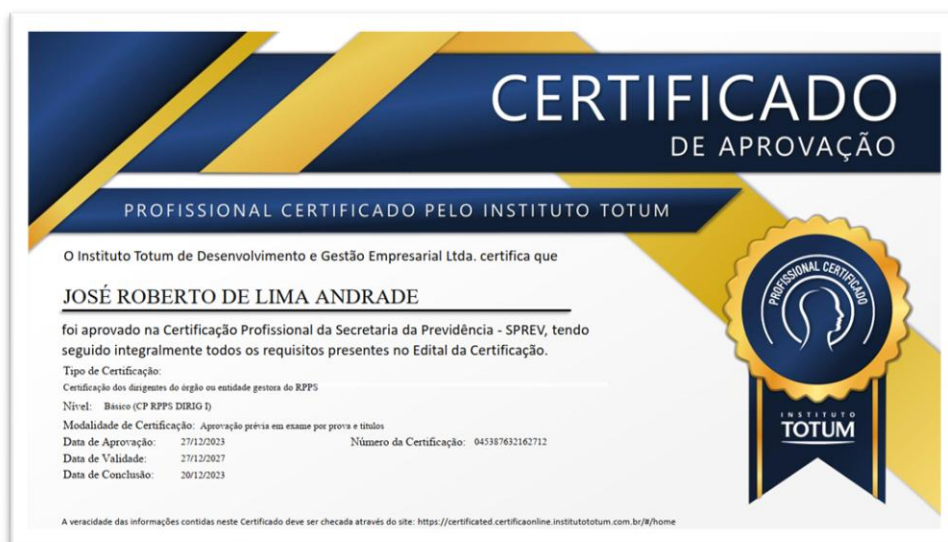 CERTIFICADO
DE APROVAÇÃO
PROFISSIONAL CERTIFICADO PELO INSTITUTO TOTUM
O Instituto Totum de Desenvolvimento e Gestão Empresarial Ltda. certifica que
JOSÉ ROBERTO DE LIMA ANDRADE
foi aprovado na Certificação Profissional da Secretaria da Previdência - SPREV, tendo
seguido integralmente todos os requisitos presentes no Edital da Certificação.
Tipo de Certificação:
Certificação dos dirigentes do órgão ou entidade gestora do RPPS
Nível: Básico (CP RPPS DIRIG I)
Modalidade de Certificação: Aprovação prévia em exame por prova e títulos
Data de Aprovação: 27/12/2023 Número da Certificação: 045387632162712
Data de Validade: 27/12/2027
Data de Conclusão: 20/12/2023
PROFISSIONAL CERTIFICADO
INSTITUTO
TOTUM
A veracidade das informações contidas neste Certificado deve ser checada através do site: https://certificated.certificaonline.institutototum.com.br/#/home